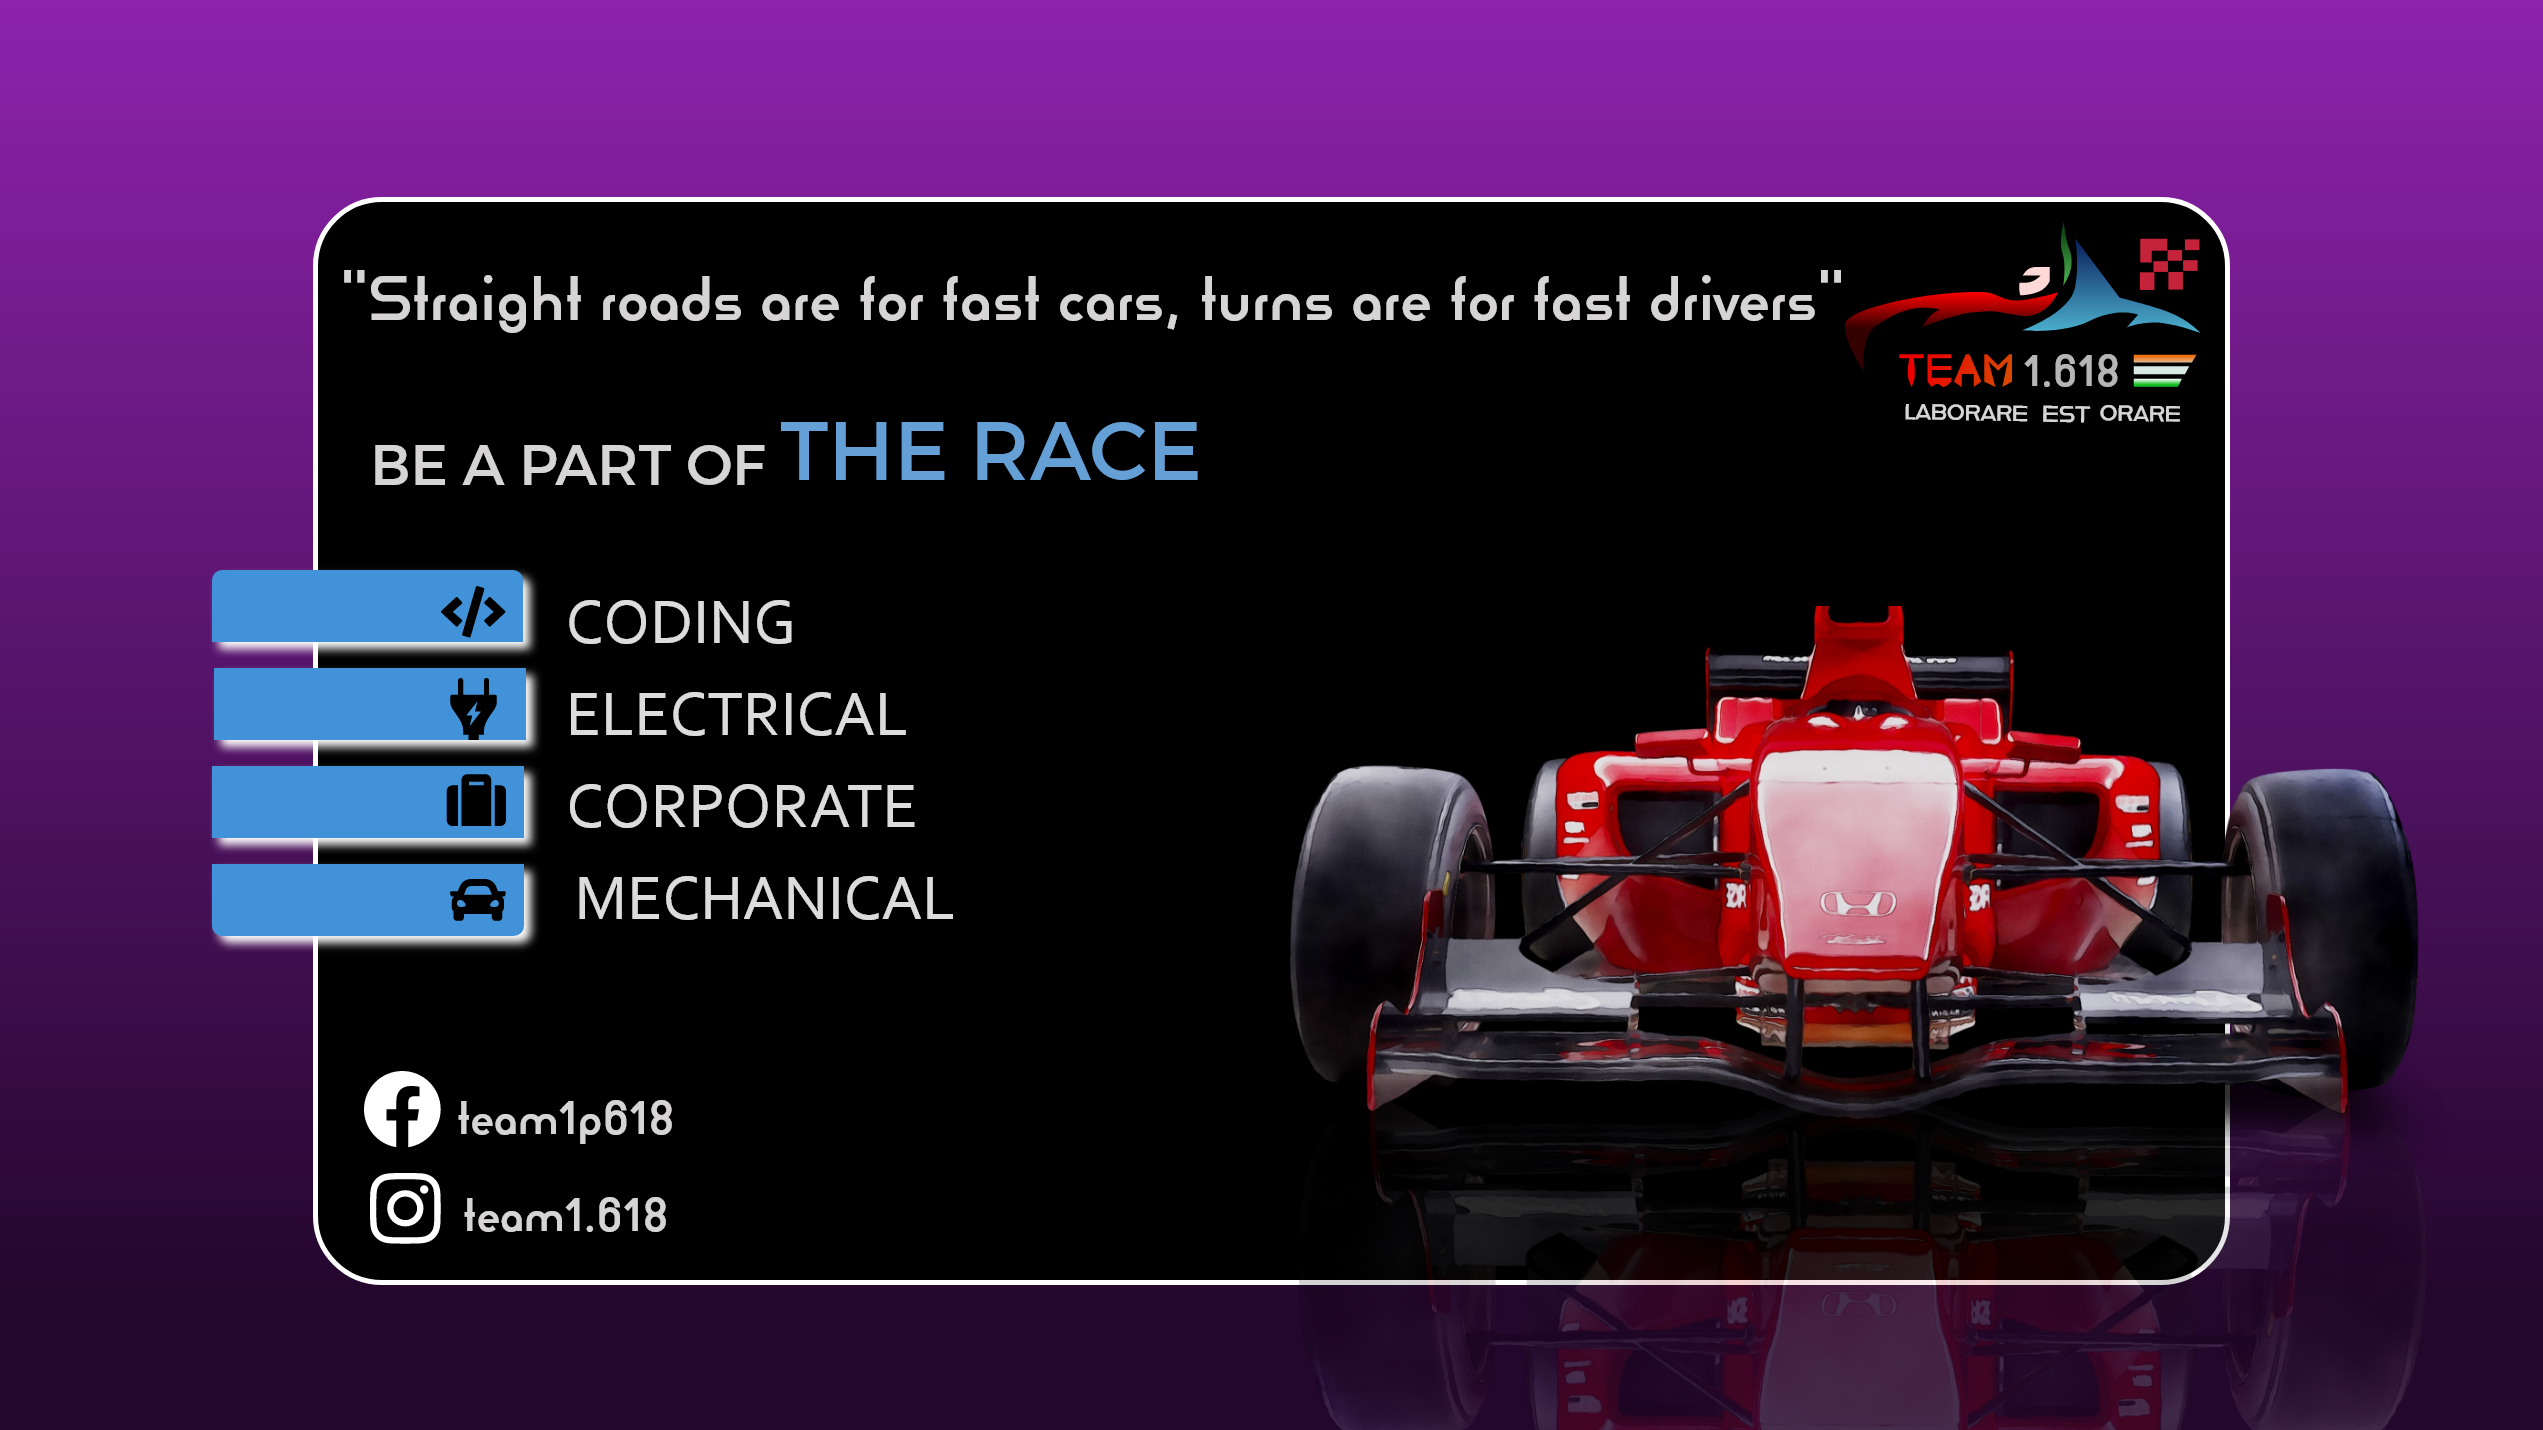 "Straight roads are for fast cars, turns are for fast drivers"
TEAM 1.618
LABORARE EST ORARE
BE A PART OF THE RACE
CODING
ELECTRICAL
CORPORATE
MECHANICAL
team1p618
team1.618